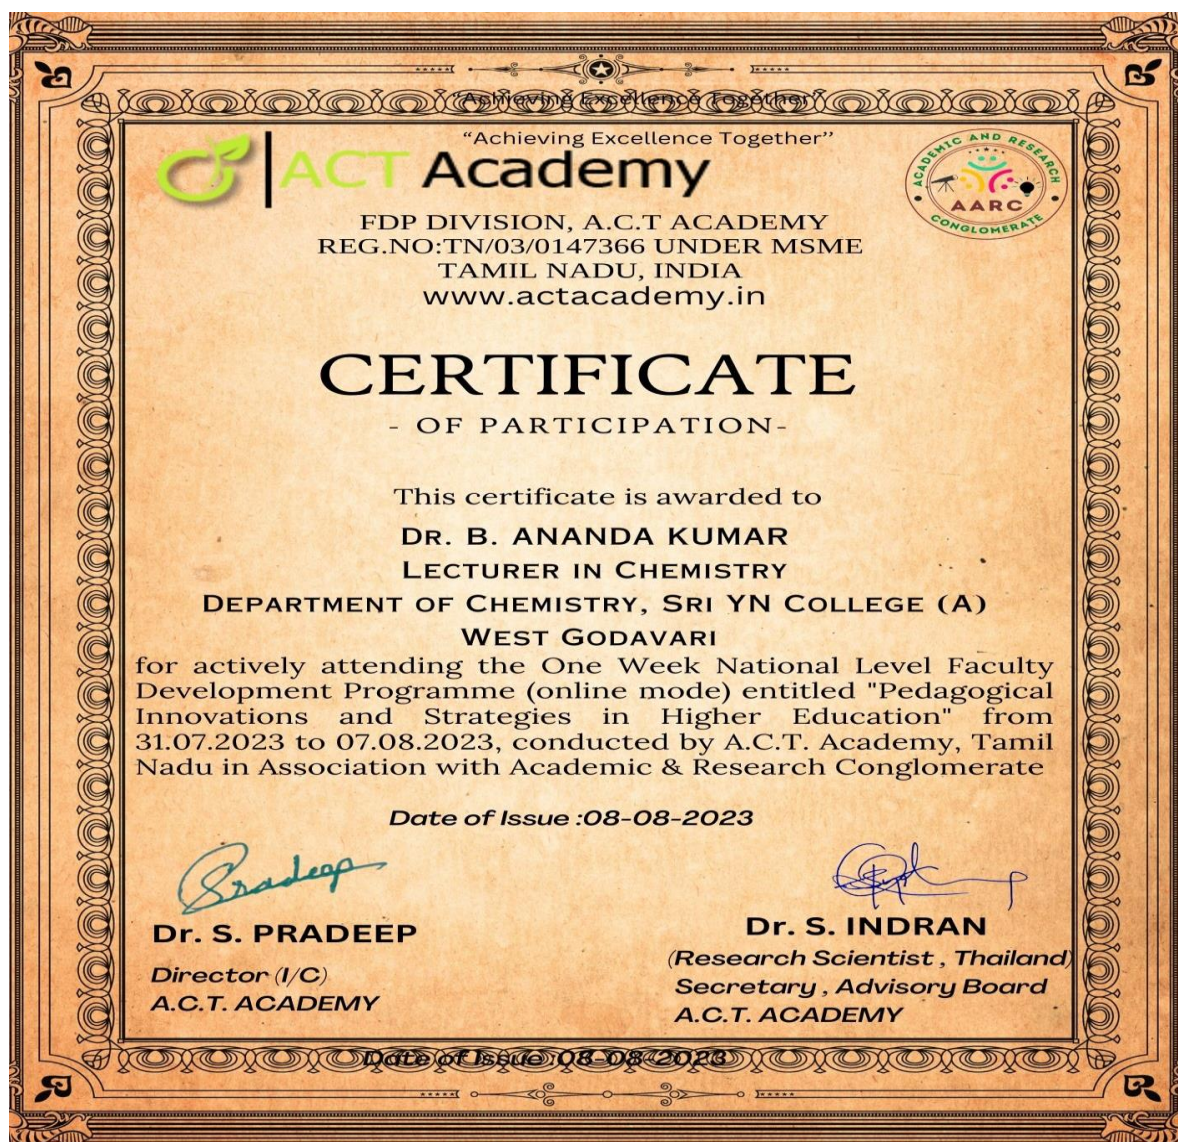 "Achieving Excellence Together"
"Achieving Excellence Together"
ACT Academy
ACADEMIC AND RESEARCH
AARC
CONGLOMERATE
FDP DIVISION, A.C.T ACADEMY
REG.NO:TN/03/0147366 UNDER MSME
TAMIL NADU, INDIA
www.actacademy.in
CERTIFICATE
- OF PARTICIPATION-
This certificate is awarded to
DR. B. ANANDA KUMAR
LECTURER IN CHEMISTRY
DEPARTMENT OF CHEMISTRY, SRI YN COLLEGE (A)
WEST GODAVARI
for actively attending the One Week National Level Faculty
Development Programme (online mode) entitled "Pedagogical
Innovations and Strategies in Higher Education" from
31.07.2023 to 07.08.2023, conducted by A.C.T. Academy, Tamil
Nadu in Association with Academic & Research Conglomerate
Date of Issue :08-08-2023
Pradeep
Dr. S. PRADEEP
Director (I/C)
A.C.T. ACADEMY
Dr. S. INDRAN
(Research Scientist , Thailand)
Secretary , Advisory Board
A.C.T. ACADEMY
Date of Issue :08-08-2023